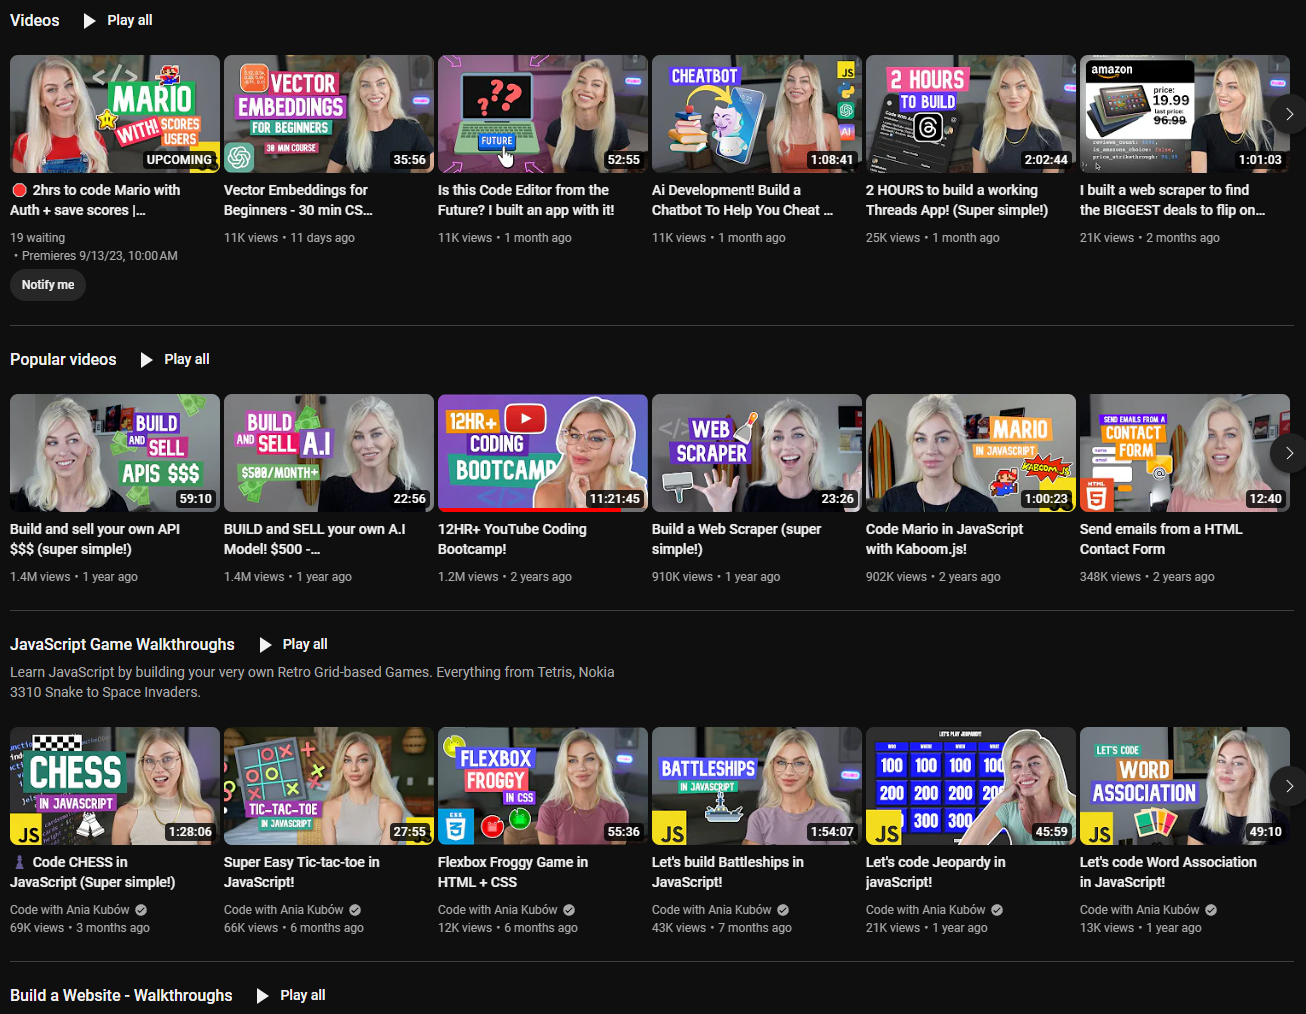 Videos
Play all
</>
MARIO
WITH!
SCORES
USERS
UPCOMING
VECTOR
EMBEDDINGS
FOR BEGINNERS
30 MIN COURSE
35:56
???
FUTURE
52:55
CHEATBOT
JS
AI
1:08:41
2 HOURS
TO BUILD
2:02:44
amazon
price:
19.99
last price:
96.99
1:01:03
2hrs to code Mario with
Auth + save scores |...
19 waiting
• Premieres 9/13/23, 10:00 AM
Notify me
Vector Embeddings for
Beginners - 30 min CS...
11K views • 11 days ago
Is this Code Editor from the
Future? I built an app with it!
11K views • 1 month ago
Ai Development! Build a
Chatbot To Help You Cheat ...
11K views • 1 month ago
2 HOURS to build a working
Threads App! (Super simple!)
25K views • 1 month ago
I built a web scraper to find
the BIGGEST deals to flip on...
21K views • 2 months ago
Popular videos
Play all
BUILD
AND SELL
APIS $$$
59:10
BUILD
AND SELL A.I
$500/MONTH+
22:56
12HR+
CODING
BOOTCAMP
11:21:45
</>
WEB
SCRAPER
23:26
MARIO
IN JAVASCRIPT
KABOOM.JS
1:00:23
SEND EMAILS FROM A
CONTACT
FORM
name
email
HTML
5
12:40
Build and sell your own API
$$$ (super simple!)
1.4M views • 1 year ago
BUILD and SELL your own A.I
Model! $500 -...
1.4M views • 1 year ago
12HR+ YouTube Coding
Bootcamp!
1.2M views • 2 years ago
Build a Web Scraper (super
simple!)
910K views • 1 year ago
Code Mario in JavaScript
with Kaboom.js!
902K views • 2 years ago
Send emails from a HTML
Contact Form
348K views • 2 years ago
JavaScript Game Walkthroughs
Play all
Learn JavaScript by building your very own Retro Grid-based Games. Everything from Tetris, Nokia
3310 Snake to Space Invaders.
CHESS
IN JAVASCRIPT
JS
1:28:06
TIC-TAC-TOE
IN JAVASCRIPT
27:55
FLEXBOX
FROGGY
IN CSS
CSS
55:36
BATTLESHIPS
IN JAVASCRIPT
JS
1:54:07
LET'S PLAY JEOPARDY!
100 100 100 100
200 200 200 200
300 300
JS
45:59
LET'S CODE
WORD
ASSOCIATION
JS
49:10
Code CHESS in
JavaScript (Super simple!)
Code with Ania Kubów
69K views • 3 months ago
Super Easy Tic-tac-toe in
JavaScript!
Code with Ania Kubów
66K views • 6 months ago
Flexbox Froggy Game in
HTML + CSS
Code with Ania Kubów
12K views • 6 months ago
Let's build Battleships in
JavaScript!
Code with Ania Kubów
43K views • 7 months ago
Let's code Jeopardy in
javaScript!
Code with Ania Kubów
21K views • 1 year ago
Let's code Word Association
in JavaScript!
Code with Ania Kubów
13K views • 1 year ago
Build a Website - Walkthroughs
Play all